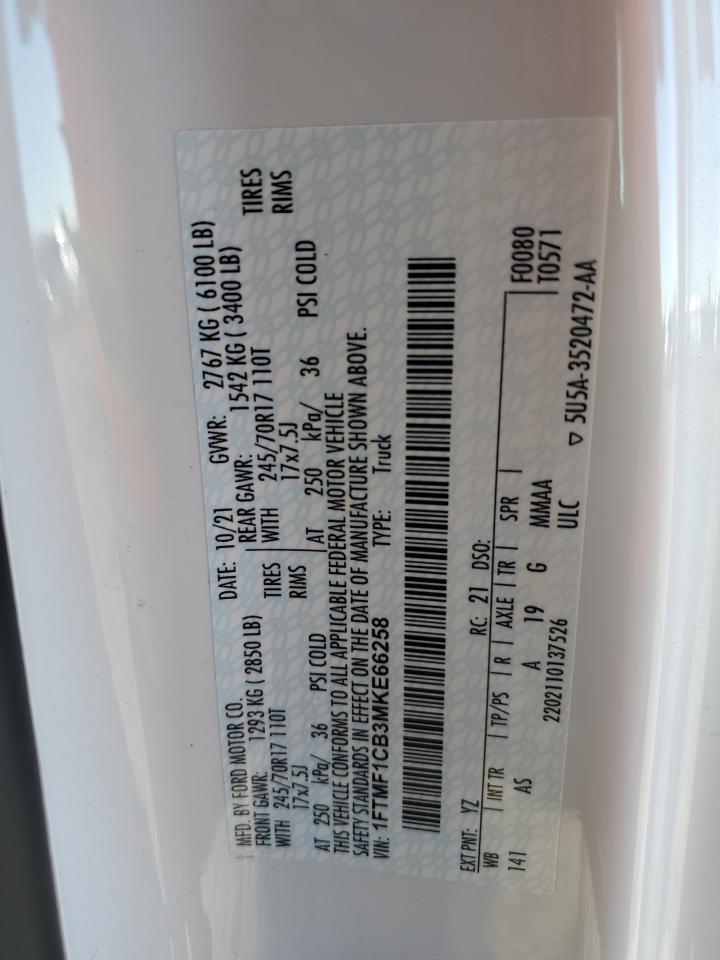 MFD. BY FORD MOTOR CO.
DATE: 10/21 GVWR: 2767 KG ( 6100 LB)
FRONT GAWR: 1293 KG ( 2850 LB) REAR GAWR: 1542 KG ( 3400 LB)
WITH 245/70R17 110T TIRES WITH 245/70R17 110T TIRES
17x7.5J RIMS 17x7.5J RIMS
AT 250 kPa/ 36 PSI COLD AT 250 kPa/ 36 PSI COLD
THIS VEHICLE CONFORMS TO ALL APPLICABLE FEDERAL MOTOR VEHICLE
SAFETY STANDARDS IN EFFECT ON THE DATE OF MANUFACTURE SHOWN ABOVE.
VIN: 1FTMF1CB3MKE66258 TYPE: Truck
EXT PNT: YZ RC: 21 DSO: F0080
WB INT TR TP/PS R AXLE TR SPR T0571
141 AS A 19 G MMAA
2202110137526 ULC
▽ 5U5A-3520472-AA